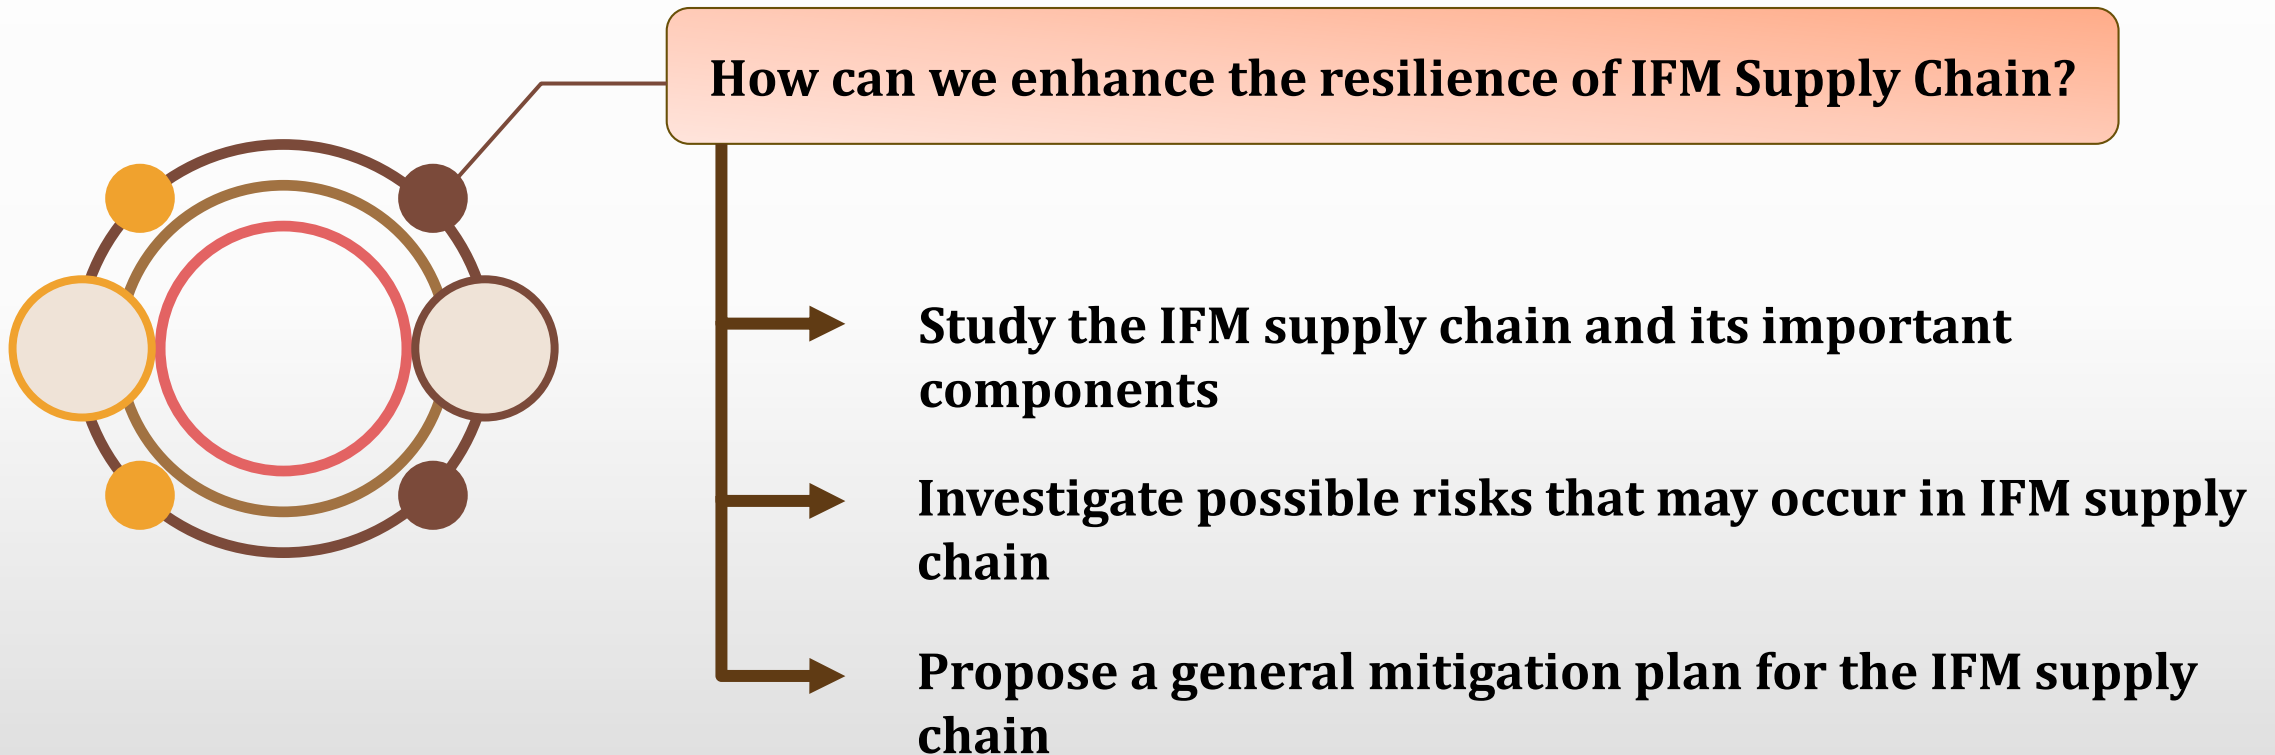 How can we enhance the resilience of IFM Supply Chain?
Study the IFM supply chain and its important
components
Investigate possible risks that may occur in IFM supply
chain
Propose a general mitigation plan for the IFM supply
chain